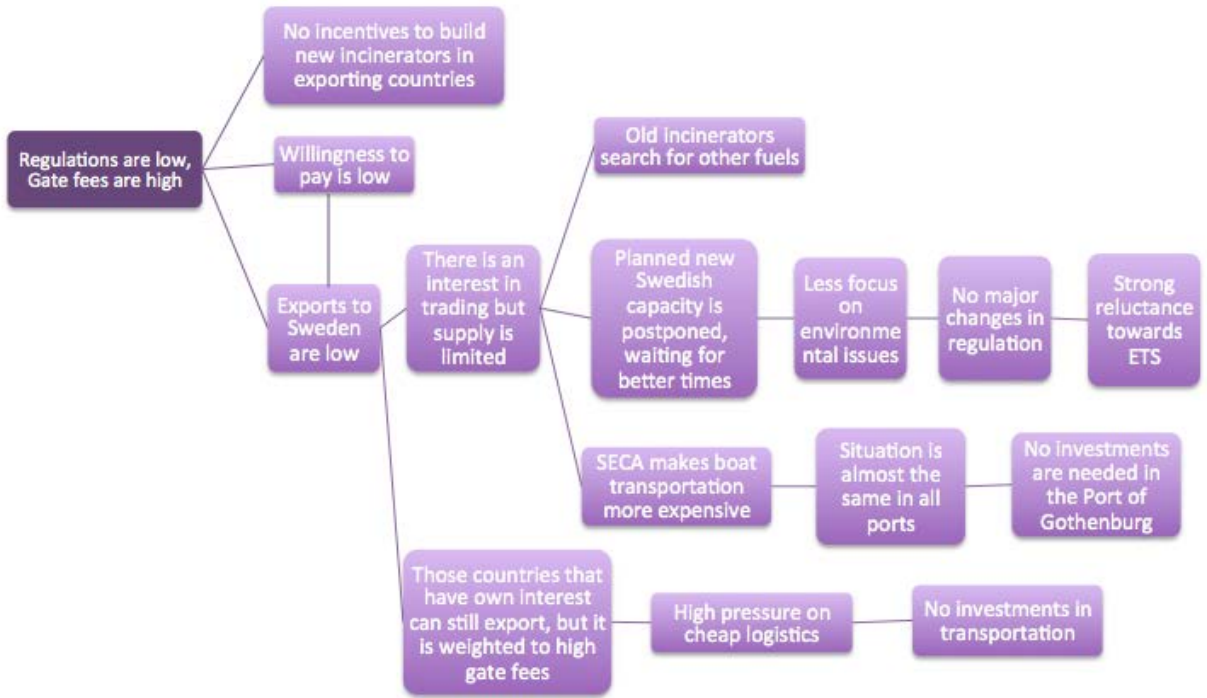 No incentives to build
new incinerators in
exporting countries
Regulations are low,
Gate fees are high
Willingness to
pay is low
Exports to
Sweden
are low
There is an
interest in
trading but
supply is
limited
Old incinerators
search for other fuels
Planned new
Swedish
capacity is
postponed,
waiting for
better times
Less focus
on
environme
ntal issues
No major
changes in
regulation
Strong
reluctance
towards
ETS
SECA makes boat
transportation
more expensive
Situation is
almost the
same in all
ports
No investments
are needed in
the Port of
Gothenburg
Those countries that
have own interest
can still export, but it
is weighted to high
gate fees
High pressure on
cheap logistics
No investments in
transportation